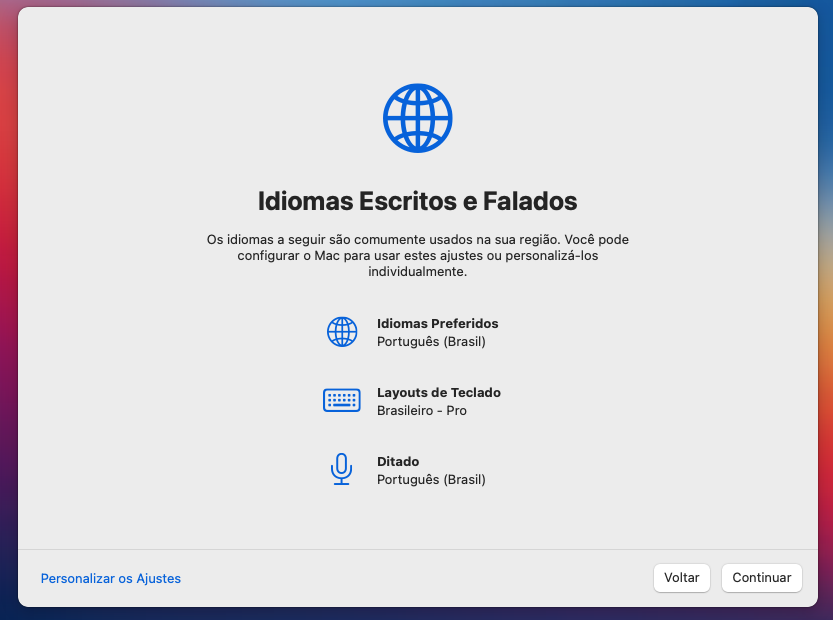 Idiomas Escritos e Falados
Os idiomas a seguir são comumente usados na sua região. Você pode
configurar o Mac para usar estes ajustes ou personalizá-los
individualmente.
Idiomas Preferidos
Português (Brasil)
Layouts de Teclado
Brasileiro - Pro
Ditado
Português (Brasil)
Personalizar os Ajustes
Voltar
Continuar